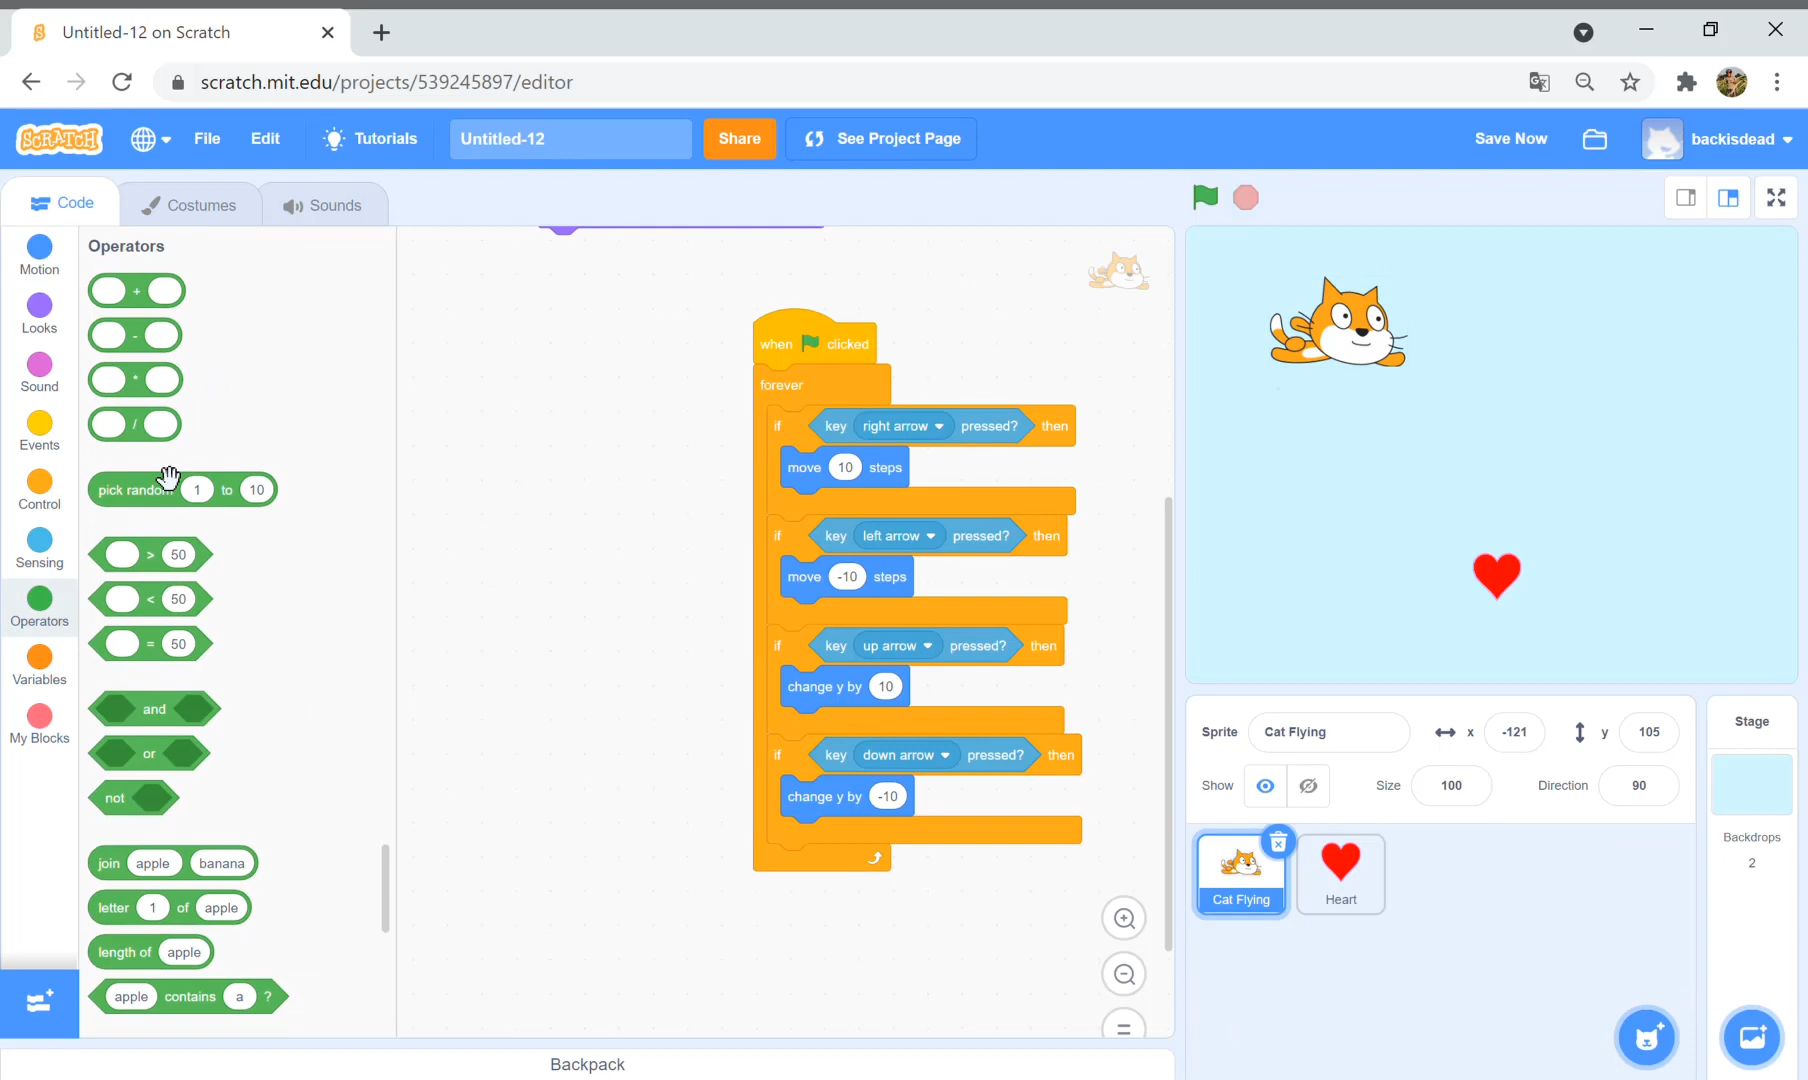 Untitled-12 on Scratch
scratch.mit.edu/projects/539245897/editor
SCRATCH
File
Edit
Tutorials
Untitled-12
Share
See Project Page
Save Now
backisdead
Code
Costumes
Sounds
Motion
Looks
Sound
Events
Control
Sensing
Operators
Variables
My Blocks
Operators
+
-
*
/
pick random 1 to 10
> 50
< 50
= 50
and
or
not
join apple banana
letter 1 of apple
length of apple
apple contains a ?
when clicked
forever
if key right arrow pressed? then
move 10 steps
if key left arrow pressed? then
move -10 steps
if key up arrow pressed? then
change y by 10
if key down arrow pressed? then
change y by -10
Backpack
Sprite Cat Flying x -121 y 105
Show Size 100 Direction 90
Cat Flying
Heart
Stage
Backdrops
2